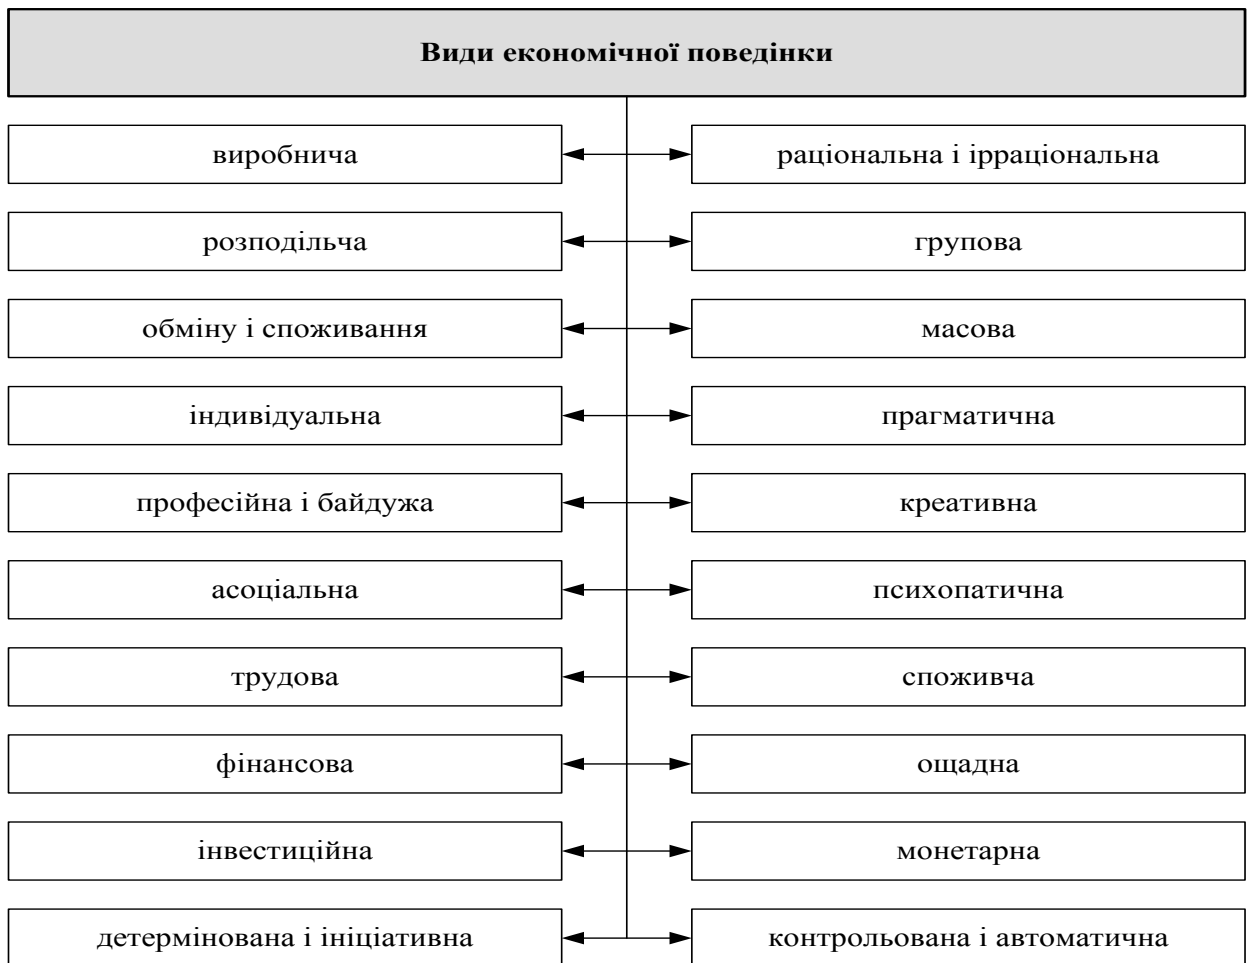 Види економічної поведінки
виробнича
раціональна і ірраціональна
розподільча
групова
обміну і споживання
масова
індивідуальна
прагматична
професійна і байдужа
креативна
асоціальна
психопатична
трудова
споживча
фінансова
ощадна
інвестиційна
монетарна
детермінована і ініціативна
контрольована і автоматична